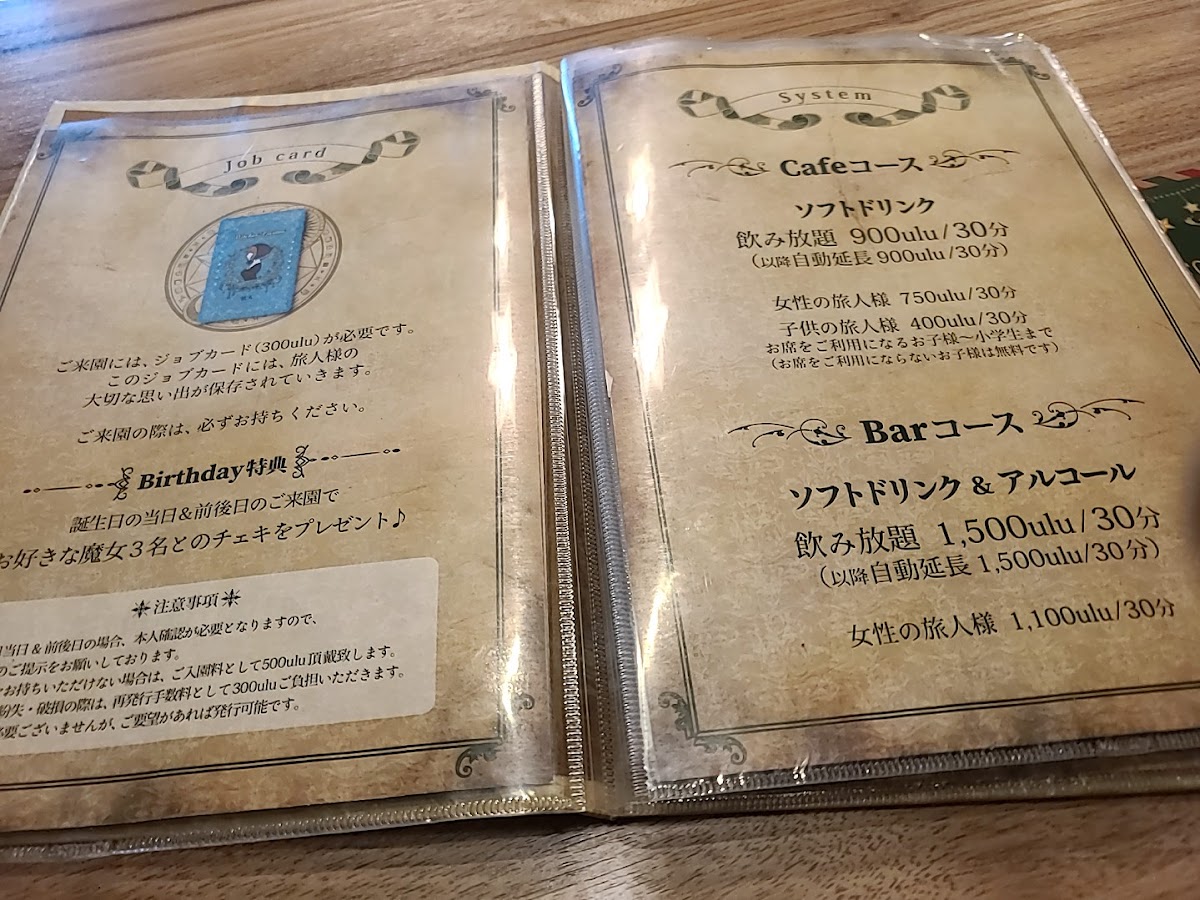 Job card
ご来園には、ジョブカード(300ulu)が必要です。
このジョブカードには、旅人様の
大切な思い出が保存されていきます。
ご来園の際は、必ずお持ちください。
Birthday特典
誕生日の当日&前後日のご来園で
お好きな魔女3名とのチェキをプレゼント♪
注意事項
当日&前後日の場合、本人確認が必要となりますので、
のご提示をお願いしております。
お持ちいただけない場合は、ご入園料として500ulu頂戴致します。
紛失・破損の際は、再発行手数料として300uluご負担いただきます。
必要ございませんが、ご要望があれば発行可能です。
System
Cafeコース
ソフトドリンク
飲み放題 900ulu/30分
(以降自動延長900ulu/30分)
女性の旅人様 750ulu/30分
子供の旅人様 400ulu/30分
お席をご利用になるお子様~小学生まで
(お席をご利用にならないお子様は無料です)
Barコース
ソフトドリンク&アルコール
飲み放題 1,500ulu/30分
(以降自動延長1,500ulu/30分)
女性の旅人様 1,100ulu/30分